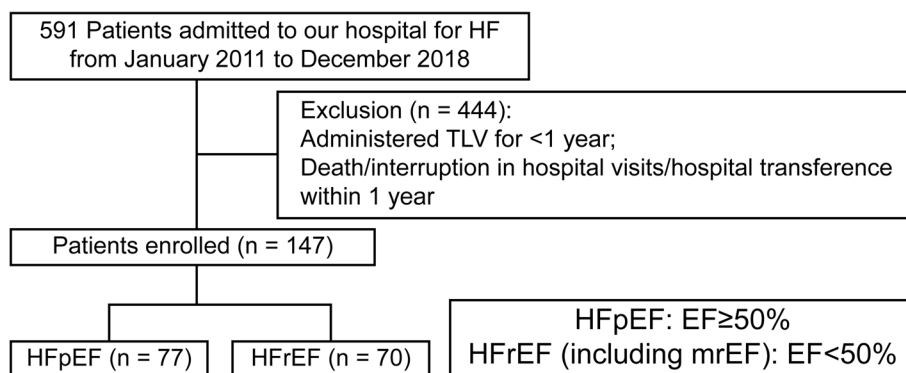 591 Patients admitted to our hospital for HF
from January 2011 to December 2018
Exclusion (n = 444):
Administered TLV for <1 year;
Death/interruption in hospital visits/hospital transference
within 1 year
Patients enrolled (n = 147)
HFpEF (n = 77)
HFrEF (n = 70)
HFpEF: EF≥50%
HFrEF (including mrEF): EF<50%